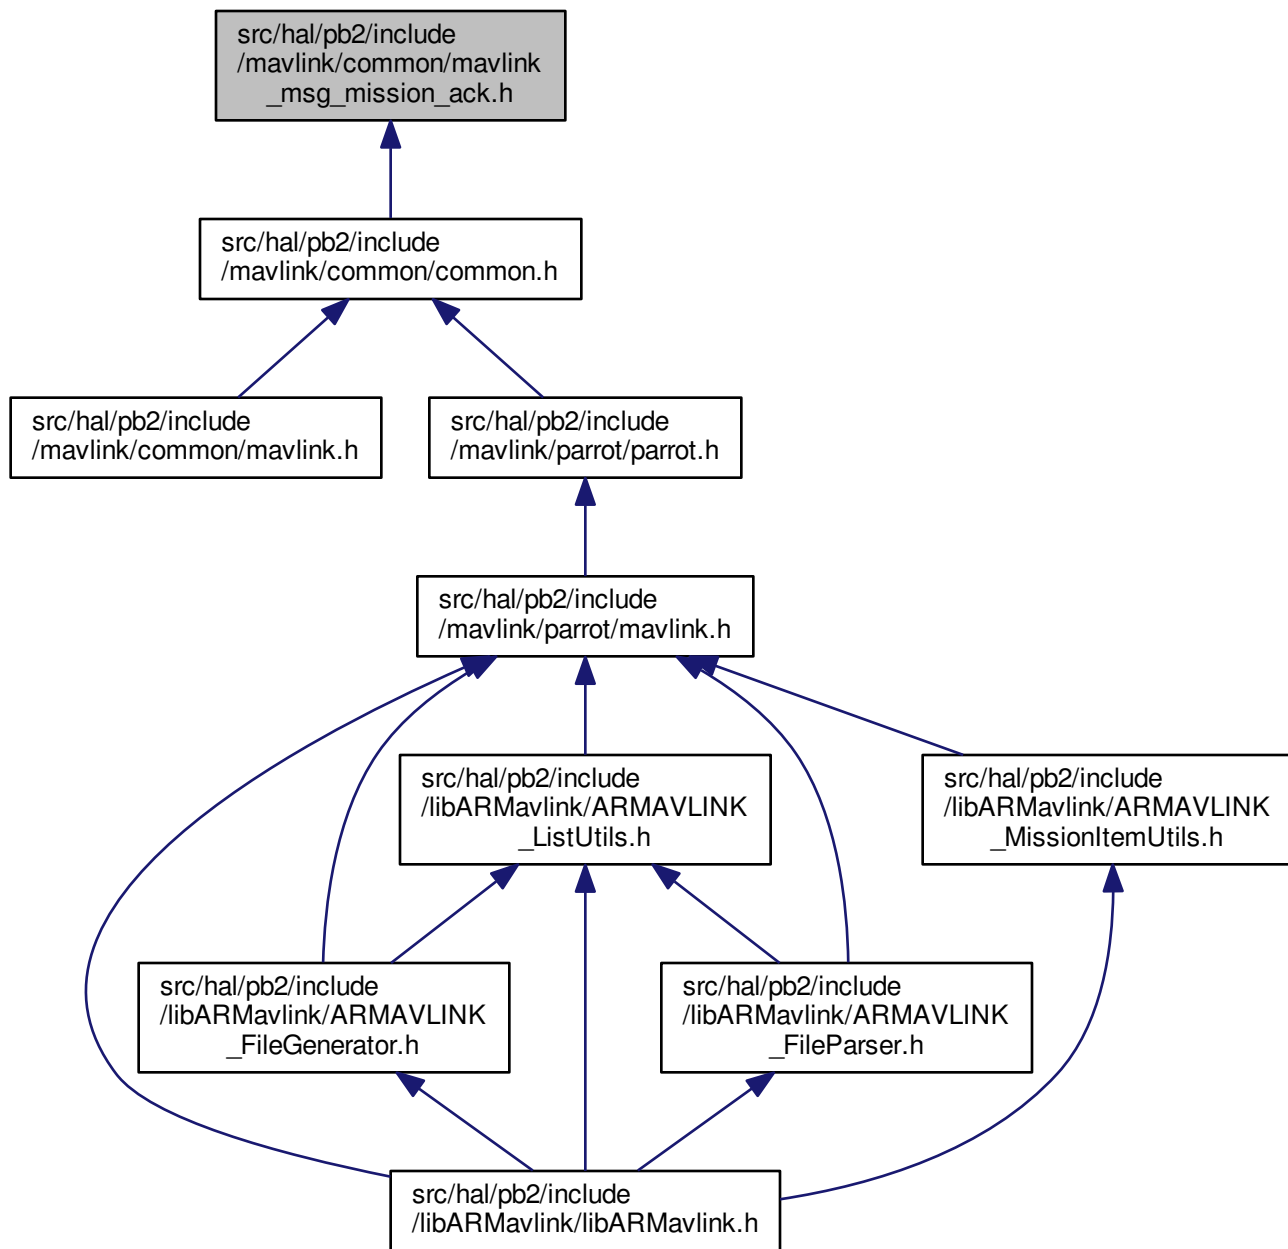 src/hal/pb2/include
/mavlink/common/mavlink
_msg_mission_ack.h
src/hal/pb2/include
/mavlink/common/common.h
src/hal/pb2/include
/mavlink/common/mavlink.h
src/hal/pb2/include
/mavlink/parrot/parrot.h
src/hal/pb2/include
/mavlink/parrot/mavlink.h
src/hal/pb2/include
/libARMavlink/ARMAVLINK
_ListUtils.h
src/hal/pb2/include
/libARMavlink/ARMAVLINK
_MissionItemUtils.h
src/hal/pb2/include
/libARMavlink/ARMAVLINK
_FileGenerator.h
src/hal/pb2/include
/libARMavlink/ARMAVLINK
_FileParser.h
src/hal/pb2/include
/libARMavlink/libARMavlink.h